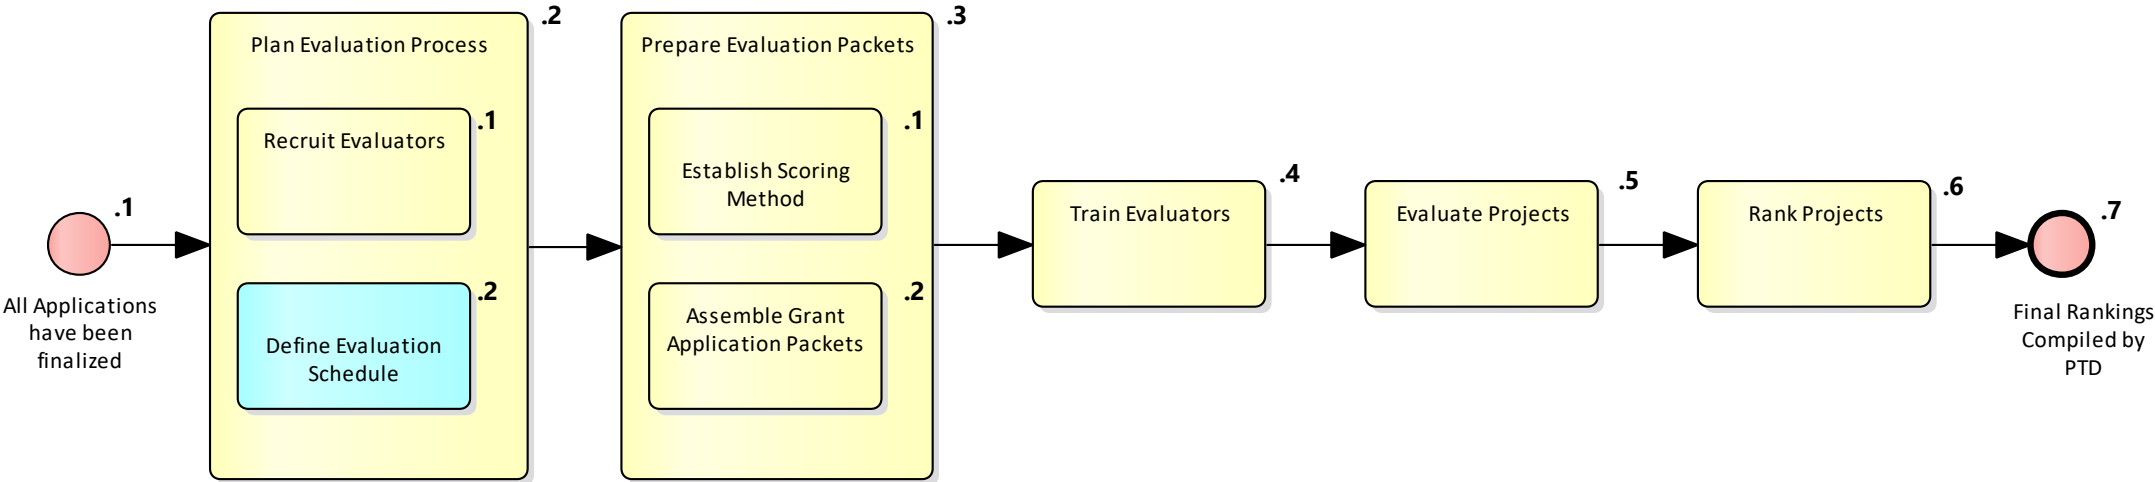 .1
All Applications
have been
finalized
.2
Plan Evaluation Process
.1
Recruit Evaluators
.2
Define Evaluation
Schedule
.3
Prepare Evaluation Packets
.1
Establish Scoring
Method
.2
Assemble Grant
Application Packets
.4
Train Evaluators
.5
Evaluate Projects
.6
Rank Projects
.7
Final Rankings
Compiled by
PTD